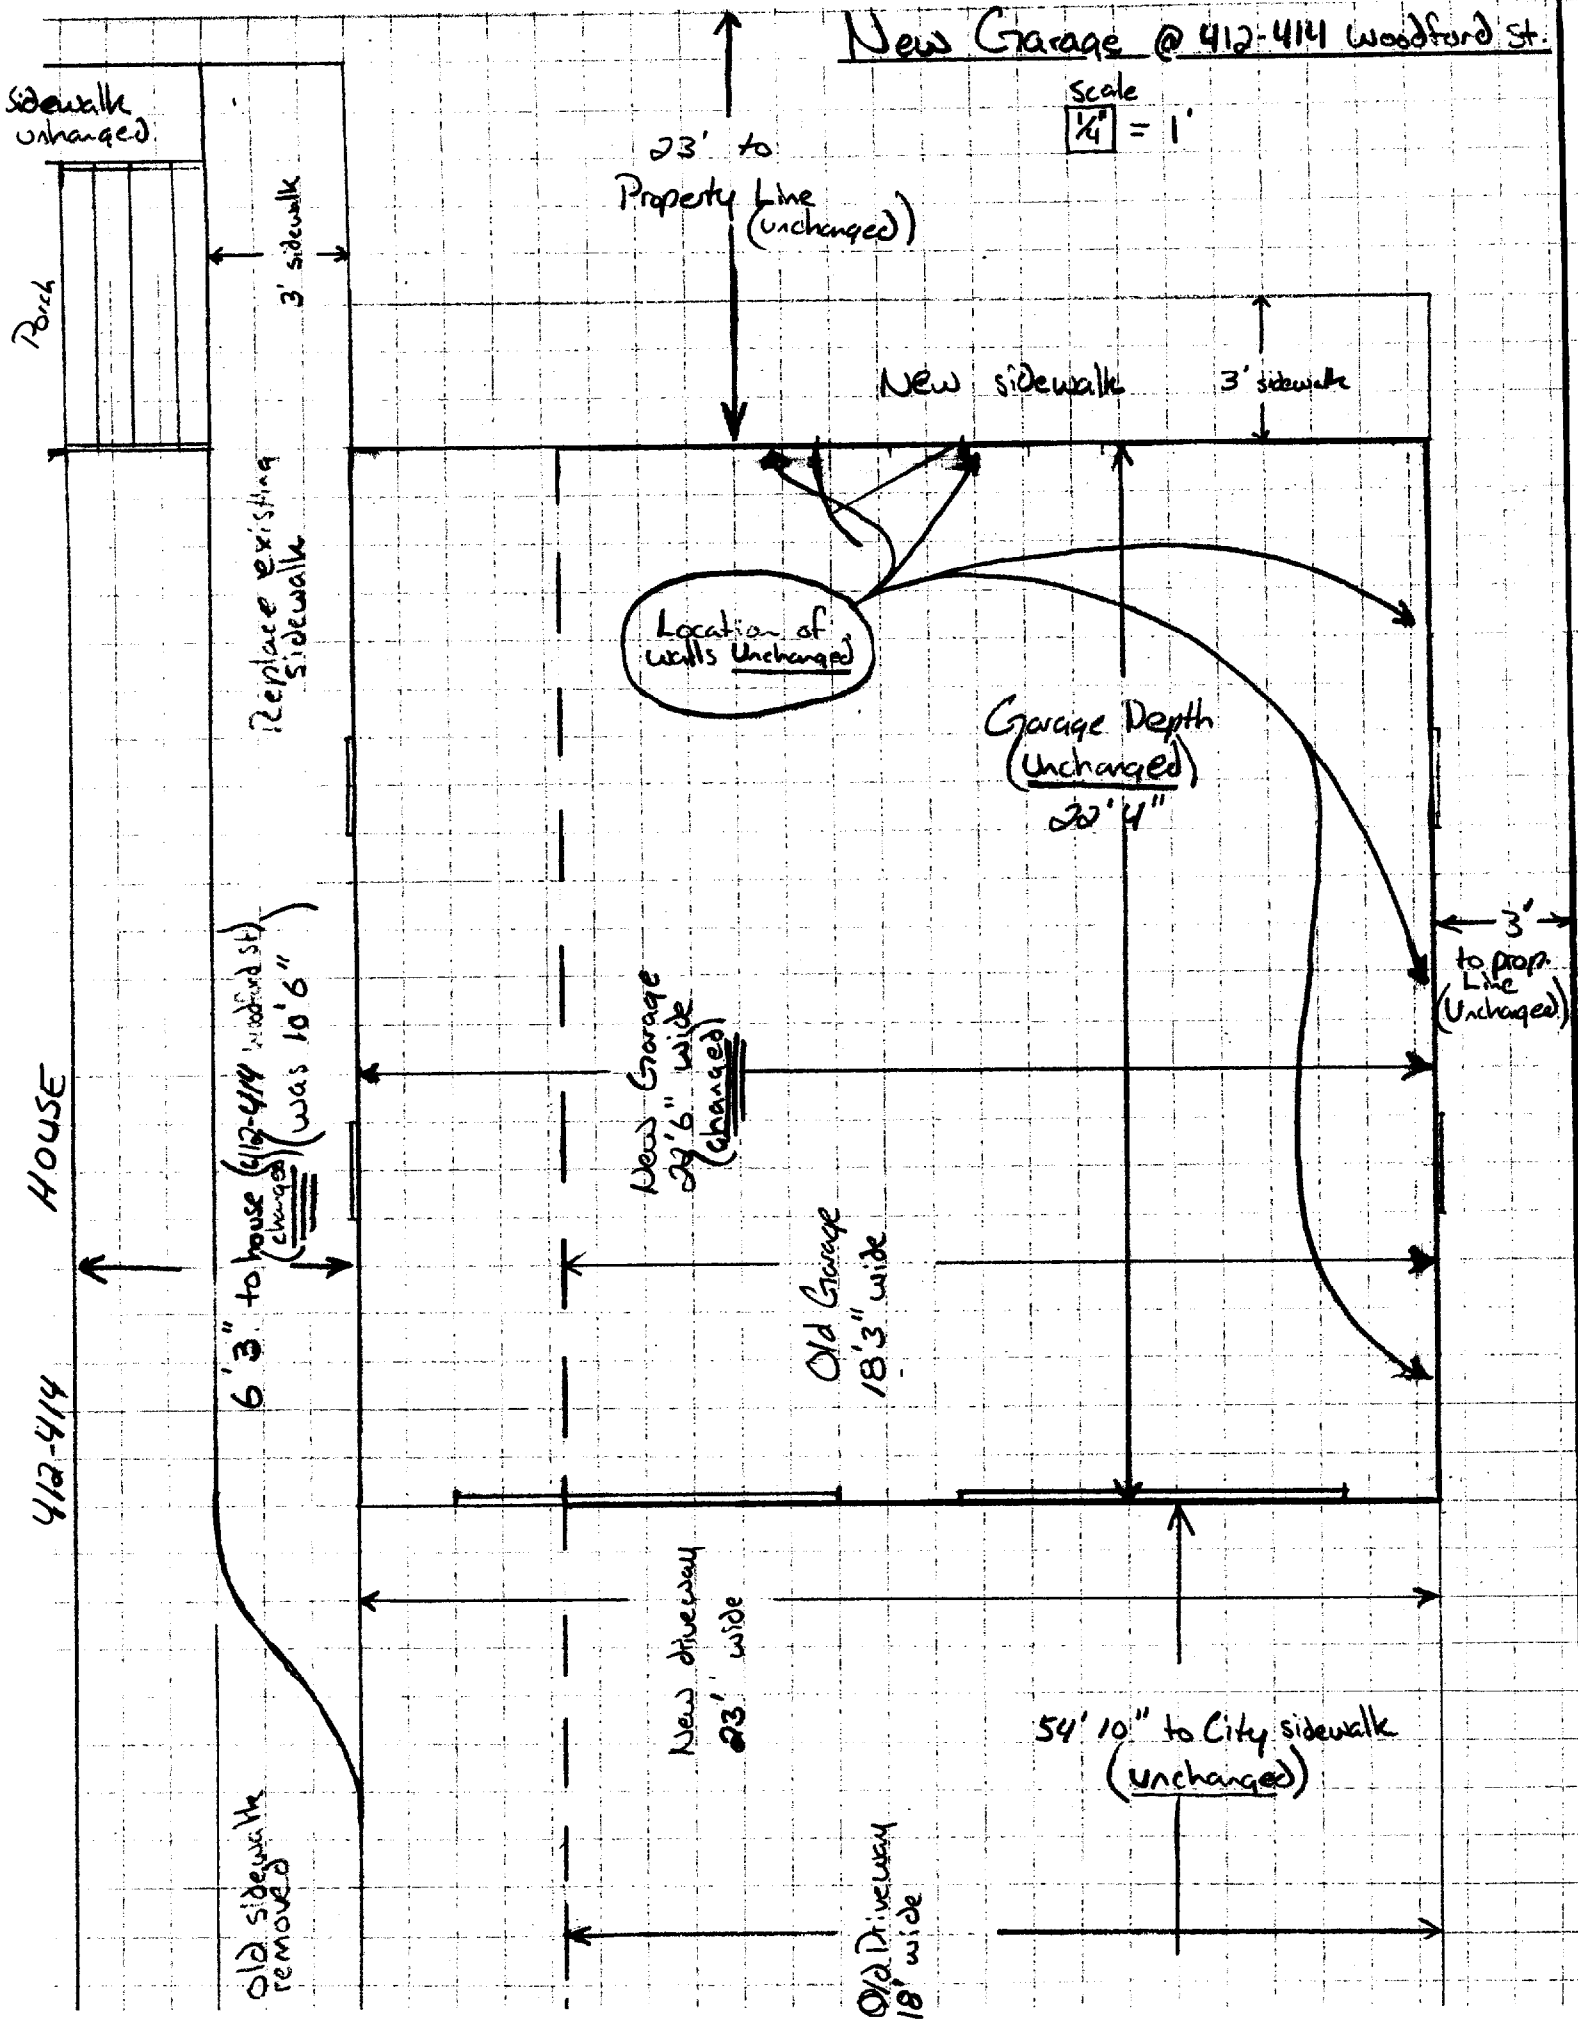 New Garage @ 412-414 Woodford St.
scale
1/4" = 1'
sidewalk
unchanged
23' to
Property Line
(unchanged)
3' sidewalk
Porch
New sidewalk
3' sidewalk
Replace existing
sidewalk
Location of
walls Unchanged
Garage Depth
(Unchanged)
22' 4"
3'
to prop.
Line
(Unchanged)
HOUSE
412-414
6' 3" to house (412-414 woodford st)
(changed) (was 10' 6")
New Garage
22' 6" wide
(changed)
Old Garage
18' 3" wide
New driveway
23' wide
54' 10" to City sidewalk
(unchanged)
Old sidewalk
removed
Old Driveway
18' wide